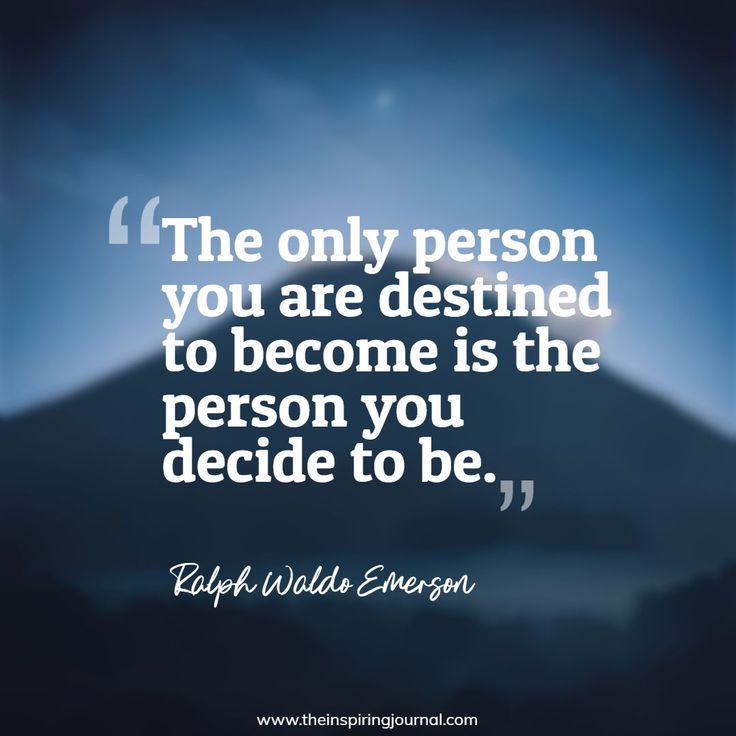 “The only person
you are destined
to become is the
person you
decide to be.”
Ralph Waldo Emerson
www.theinspiringjournal.com